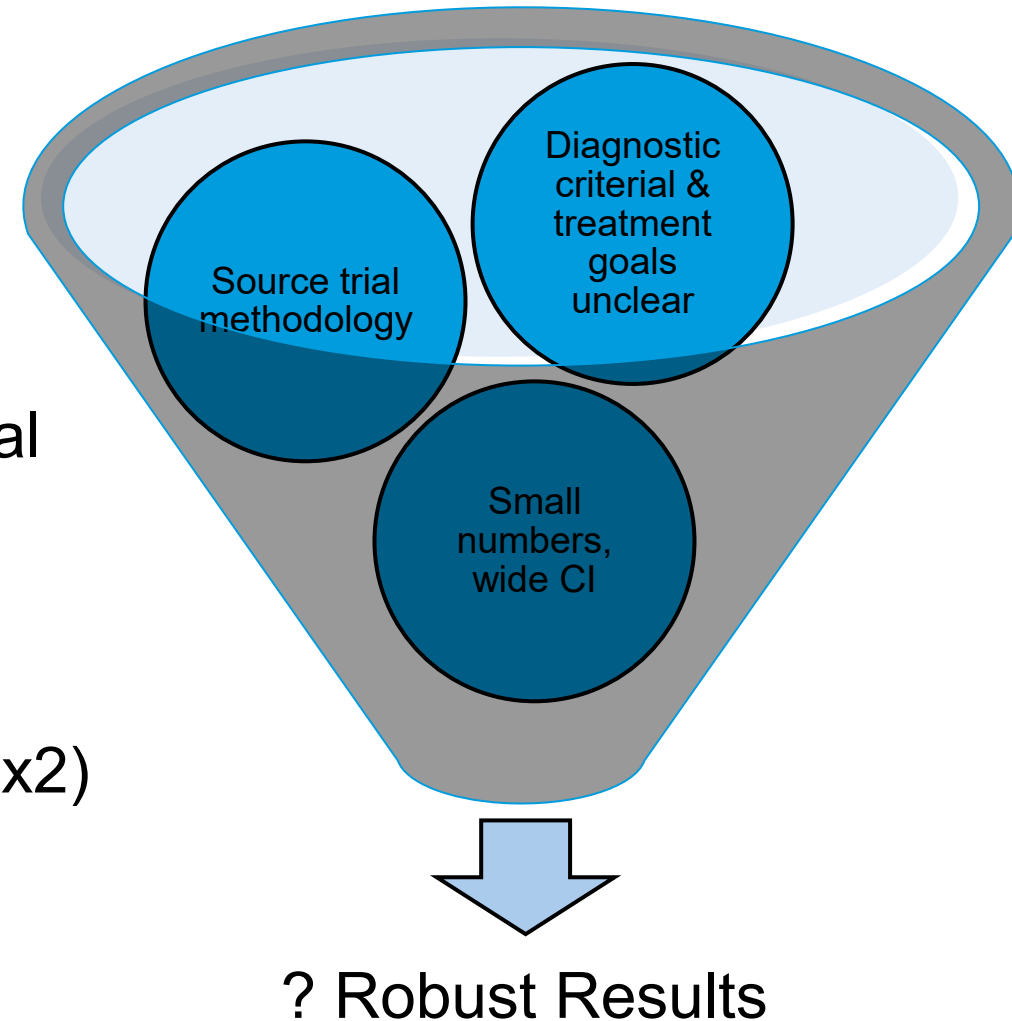 Diagnostic
criterial &
treatment
goals
unclear
Source trial
methodology
al
Small
numbers,
wide CI
x2)
? Robust Results